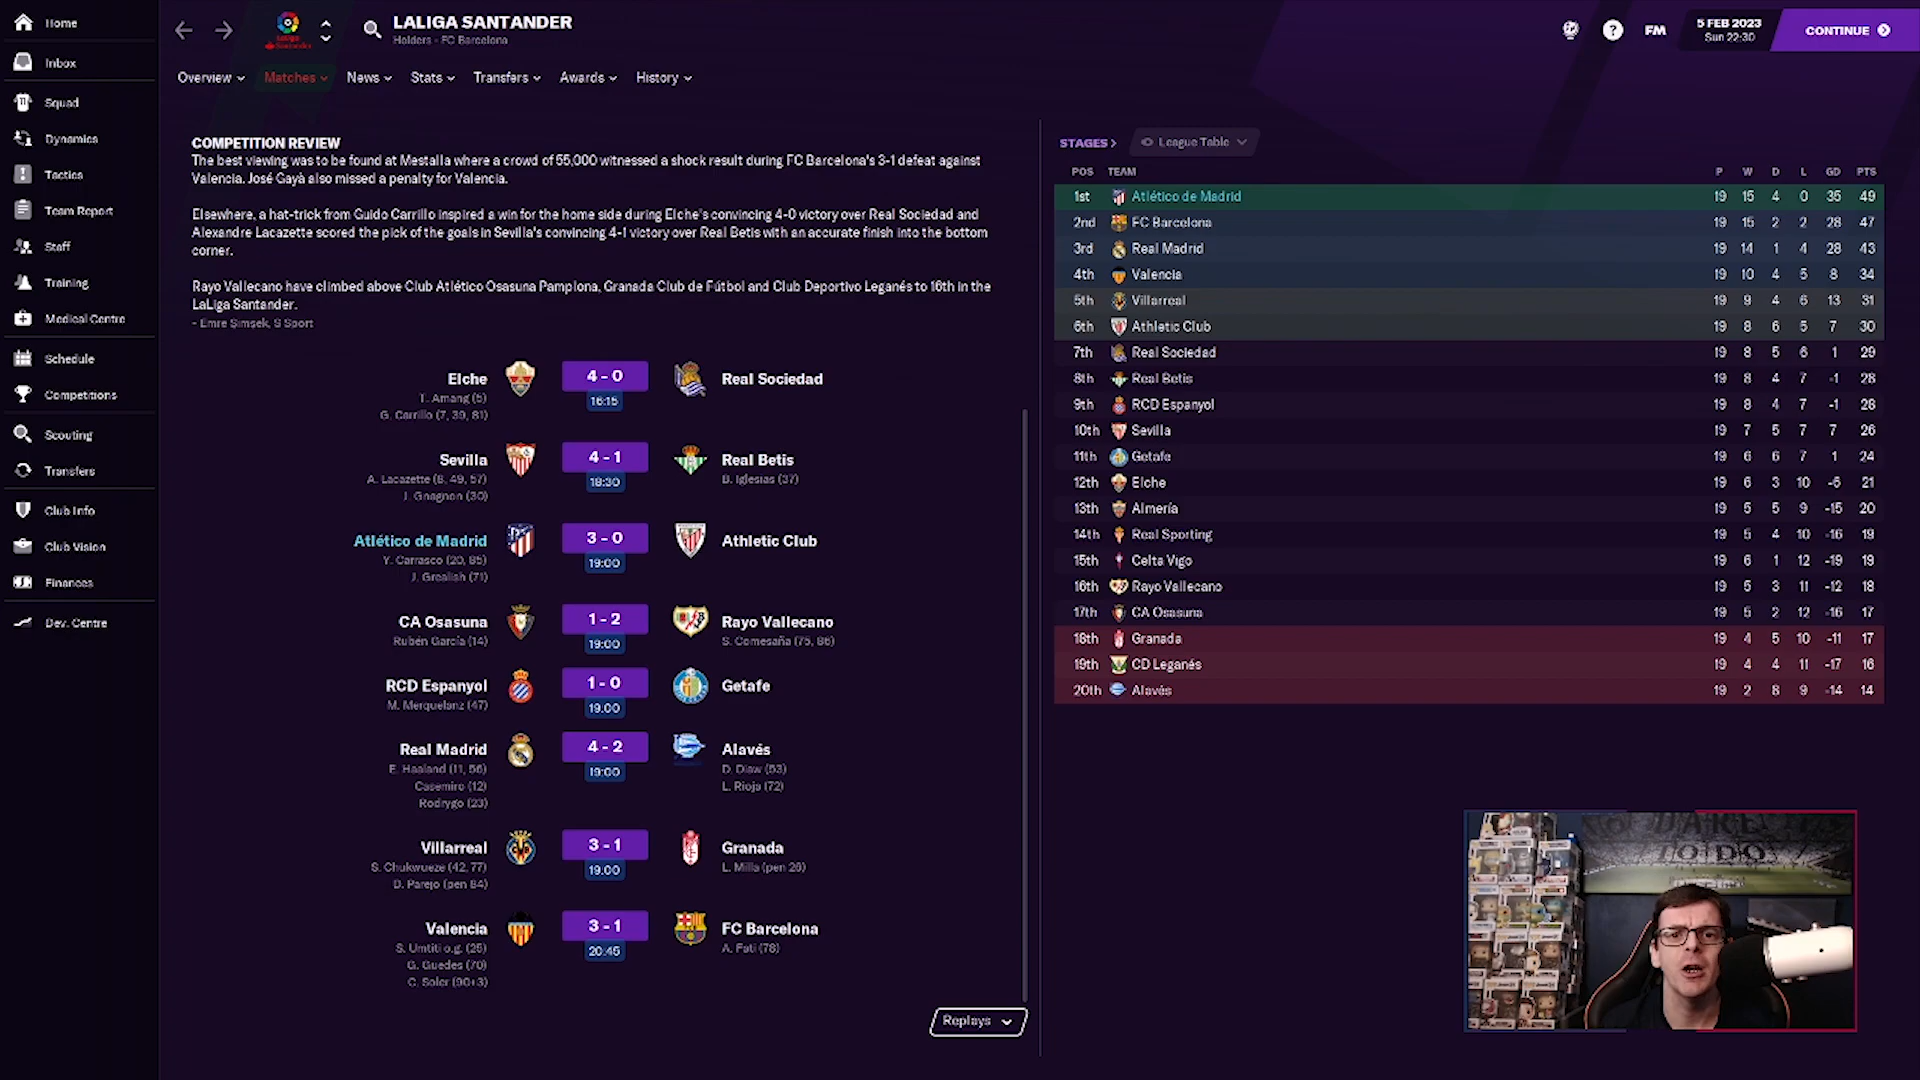 Home
Inbox
Squad
Dynamics
Tactics
Team Report
Staff
Training
Medical Centre
Schedule
Competitions
Scouting
Transfers
Club Info
Club Vision
Finances
Dev. Centre
LALIGA SANTANDER
Holders - FC Barcelona
FM
5 FEB 2023
Sun 22:30
CONTINUE
Overview
Matches
News
Stats
Transfers
Awards
History
COMPETITION REVIEW
The best viewing was to be found at Mestalla where a crowd of 55,000 witnessed a shock result during FC Barcelona's 3-1 defeat against
Valencia. José Gayà also missed a penalty for Valencia.
Elsewhere, a hat-trick from Guido Carrillo inspired a win for the home side during Elche's convincing 4-0 victory over Real Sociedad and
Alexandre Lacazette scored the pick of the goals in Sevilla's convincing 4-1 victory over Real Betis with an accurate finish into the bottom
corner.
Rayo Vallecano have climbed above Club Atlético Osasuna Pamplona, Granada Club de Fútbol and Club Deportivo Leganés to 16th in the
LaLiga Santander.
- Emre Şimşek, S Sport
Elche 4 - 0 Real Sociedad
T. Amang (5) 16:15
G. Carrillo (7, 39, 81)
Sevilla 4 - 1 Real Betis
A. Lacazette (8, 49, 57) 18:30 B. Iglesias (37)
J. Gnagnon (30)
Atlético de Madrid 3 - 0 Athletic Club
Y. Carrasco (20, 85) 19:00
J. Grealish (71)
CA Osasuna 1 - 2 Rayo Vallecano
Rubén García (14) 19:00 S. Comesaña (75, 86)
RCD Espanyol 1 - 0 Getafe
M. Merquelanz (47) 19:00
Real Madrid 4 - 2 Alavés
E. Haaland (11, 56) 19:00 D. Diaw (53)
Casemiro (12) L. Rioja (72)
Rodrygo (23)
Villarreal 3 - 1 Granada
S. Chukwueze (42, 77) 19:00 L. Milla (pen 26)
D. Parejo (pen 84)
Valencia 3 - 1 FC Barcelona
S. Umtiti o.g. (25) 20:45 A. Fati (78)
G. Guedes (70)
C. Soler (90+3)
Replays
STAGES > League Table
POS TEAM P W D L GD PTS
1st Atlético de Madrid 19 15 4 0 35 49
2nd FC Barcelona 19 15 2 2 28 47
3rd Real Madrid 19 14 1 4 28 43
4th Valencia 19 10 4 5 8 34
5th Villarreal 19 9 4 6 13 31
6th Athletic Club 19 8 6 5 7 30
7th Real Sociedad 19 8 5 6 1 29
8th Real Betis 19 8 4 7 -1 28
9th RCD Espanyol 19 8 4 7 -1 28
10th Sevilla 19 7 5 7 7 26
11th Getafe 19 6 6 7 1 24
12th Elche 19 6 3 10 -6 21
13th Almería 19 5 5 9 -15 20
14th Real Sporting 19 5 4 10 -16 19
15th Celta Vigo 19 6 1 12 -19 19
16th Rayo Vallecano 19 5 3 11 -12 18
17th CA Osasuna 19 5 2 12 -16 17
18th Granada 19 4 5 10 -11 17
19th CD Leganés 19 4 4 11 -17 16
20th Alavés 19 2 8 9 -14 14
DARE
TO DO